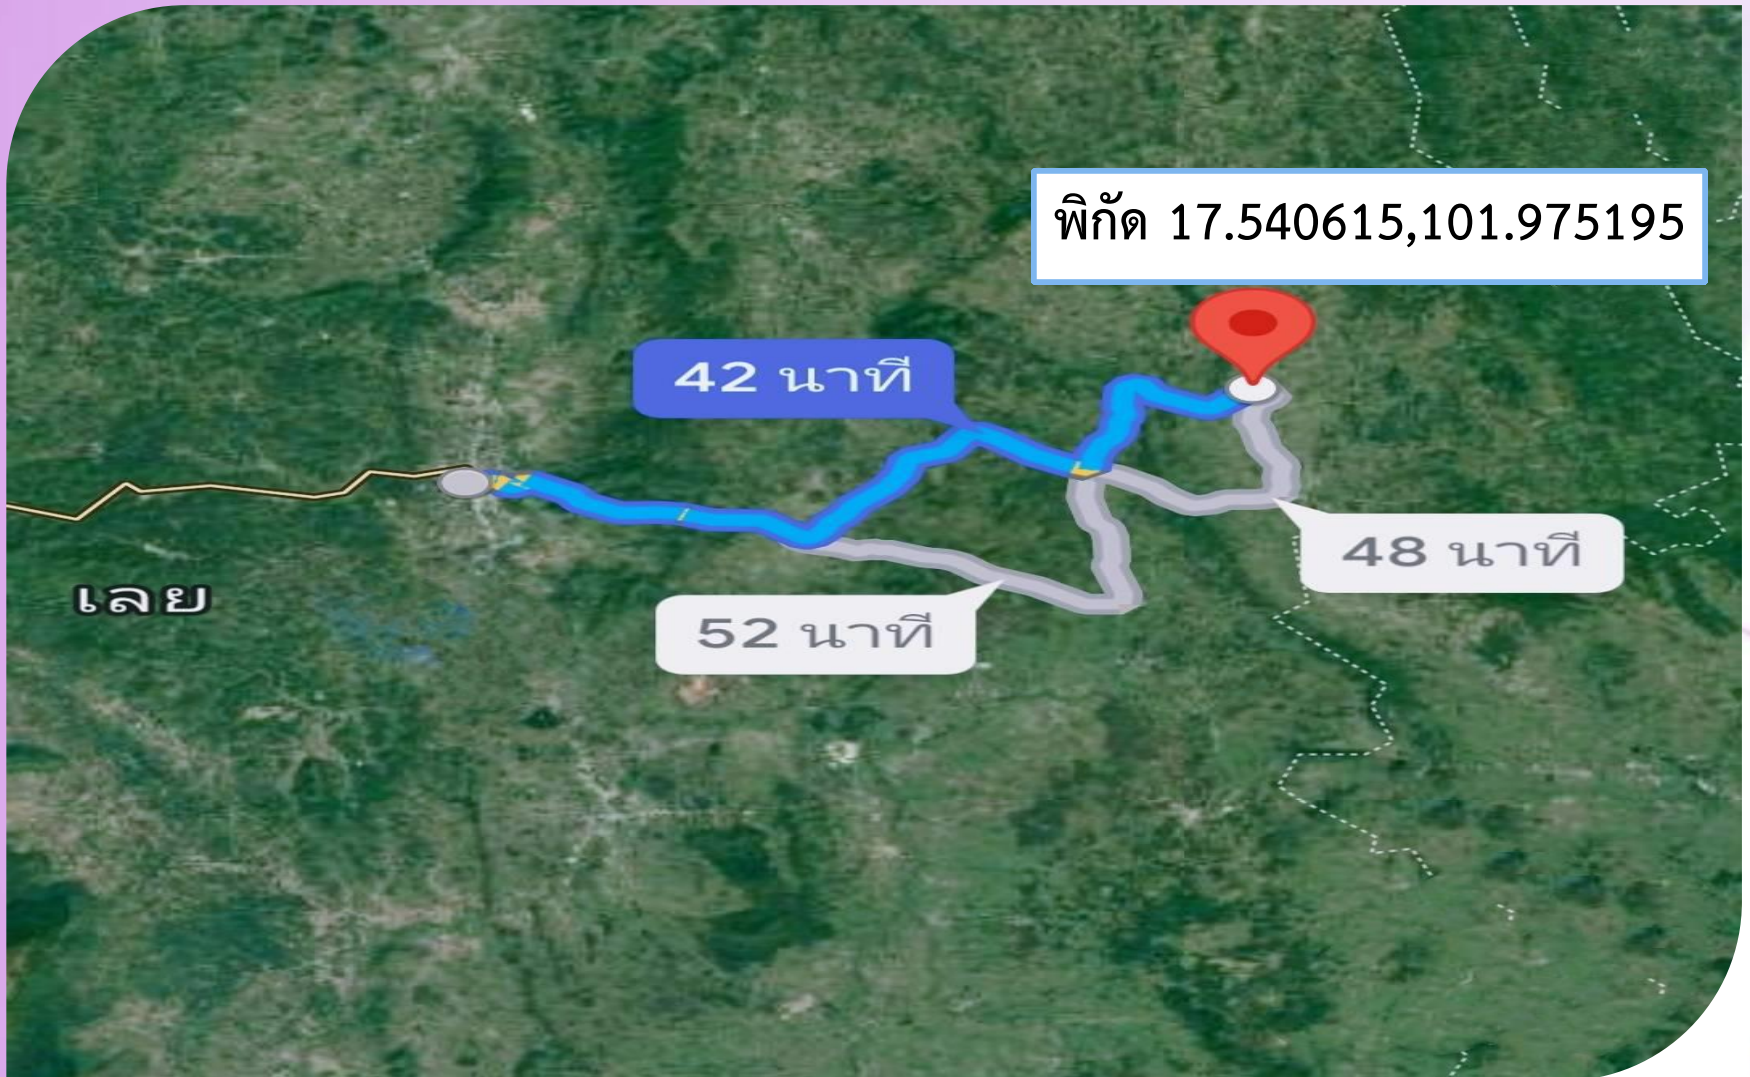 พิกัด 17.540615,101.975195
42 นาที
48 นาที
เลย
52 นาที